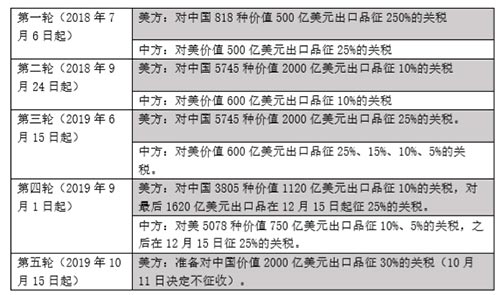 第一轮（2018 年 7
月 6 日起）
美方：对中国 818 种价值 500 亿美元出口品征 250%的关税
中方：对美价值 500 亿美元出口品征 25%的关税
第二轮（2018 年 9
月 24 日起）
美方：对中国 5745 种价值 2000 亿美元出口品征 10%的关税
中方：对美价值 600 亿美元出口品征 10%的关税
第三轮（2019 年 6
月 15 日起）
美方：对中国 5745 种价值 2000 亿美元出口品征 25%的关税。
中方：对美价值 600 亿美元出口品征 25%、15%、10%、5%的关
税。
第四轮（2019 年 9
月 1 日起）
美方：对中国 3805 种价值 1120 亿美元出口品征 10%的关税，对
最后 1620 亿美元出口品在 12 月 15 日起征 25%的关税。
中方：对美 5078 种价值 750 亿美元出口品征 10%、5%的关税，之
后在 12 月 15 日征 25%的关税。
第五轮（2019 年 10
月 15 日起）
美方：准备对中国价值 2000 亿美元出口品征 30%的关税（10 月
11 日决定不征收）。